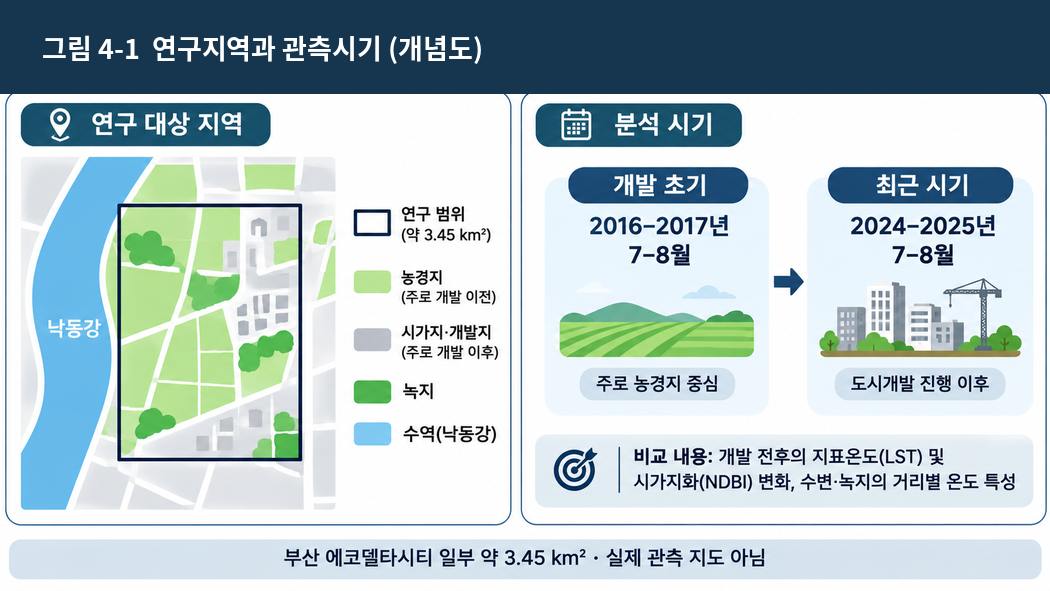 그림 4-1 연구지역과 관측시기 (개념도)
연구 대상 지역
낙동강
연구 범위
(약 3.45 km²)
농경지
(주로 개발 이전)
시가지·개발지
(주로 개발 이후)
녹지
수역(낙동강)
분석 시기
개발 초기
2016–2017년
7–8월
주로 농경지 중심
최근 시기
2024–2025년
7–8월
도시개발 진행 이후
비교 내용: 개발 전후의 지표온도(LST) 및
시가지화(NDBI) 변화, 수변·녹지의 거리별 온도 특성
부산 에코델타시티 일부 약 3.45 km² · 실제 관측 지도 아님